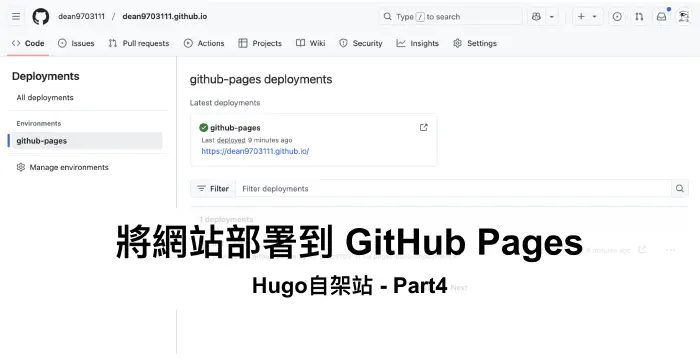 dean9703111 / dean9703111.github.io
Type / to search
Code Issues Pull requests Actions Projects Wiki Security Insights Settings
Deployments
github-pages deployments
All deployments
Latest deployments
Environments
github-pages
github-pages
Last deployed 9 minutes ago
https://dean9703111.github.io/
Manage environments
Filter
Filter deployments
1 deployments
將網站部署到 GitHub Pages
minutes ago
Hugo自架站 - Part4
Next